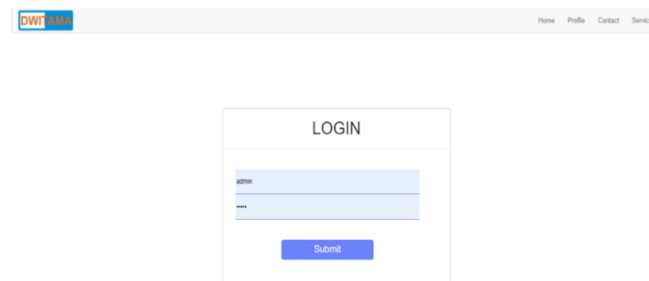 DWITAMA
Home Profile Contact Servic
LOGIN
admin
•••••
Submit